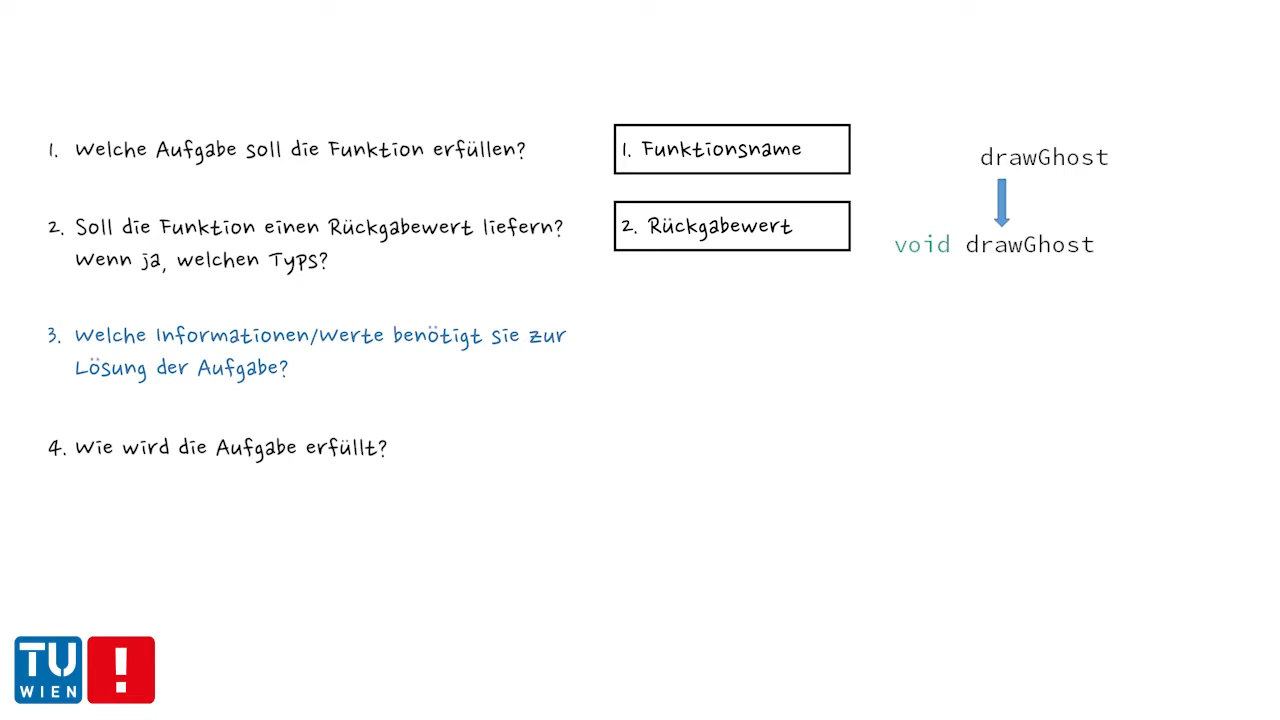 1. Welche Aufgabe soll die Funktion erfüllen?
1. Funktionsname
drawGhost
2. Soll die Funktion einen Rückgabewert liefern?
Wenn ja, welchen Typs?
2. Rückgabewert
void drawGhost
3. Welche Informationen/Werte benötigt sie zur
Lösung der Aufgabe?
4. Wie wird die Aufgabe erfüllt?
TU
WIEN
!